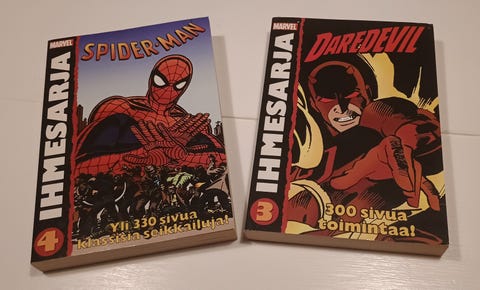 MARVEL
IHMESARJA
4
SPIDER-MAN
Yli 330 sivua
klassisia seikkailuja!
MARVEL
IHMESARJA
3
DAREDEVIL
300 sivua
toimintaa!